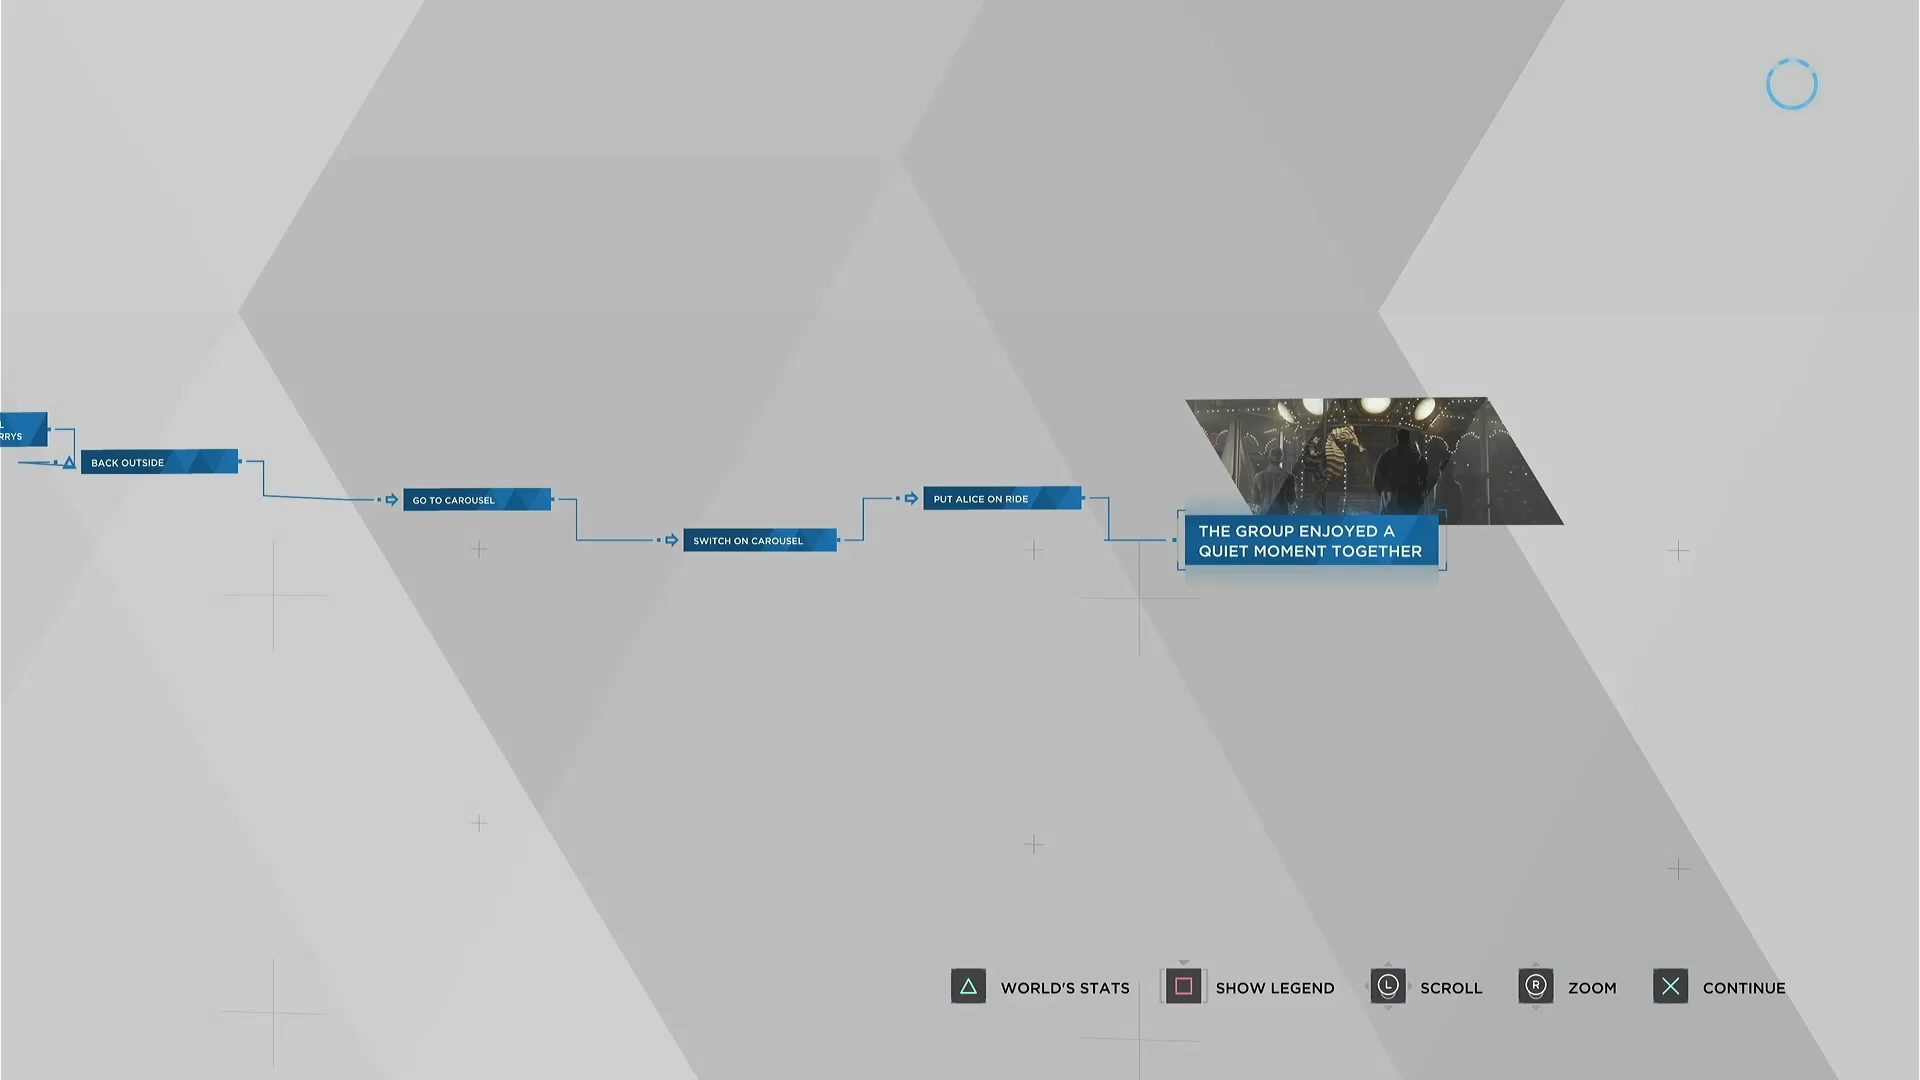 L
RRYS
BACK OUTSIDE
GO TO CAROUSEL
SWITCH ON CAROUSEL
PUT ALICE ON RIDE
THE GROUP ENJOYED A
QUIET MOMENT TOGETHER
WORLD'S STATS
SHOW LEGEND
L
SCROLL
R
ZOOM
CONTINUE